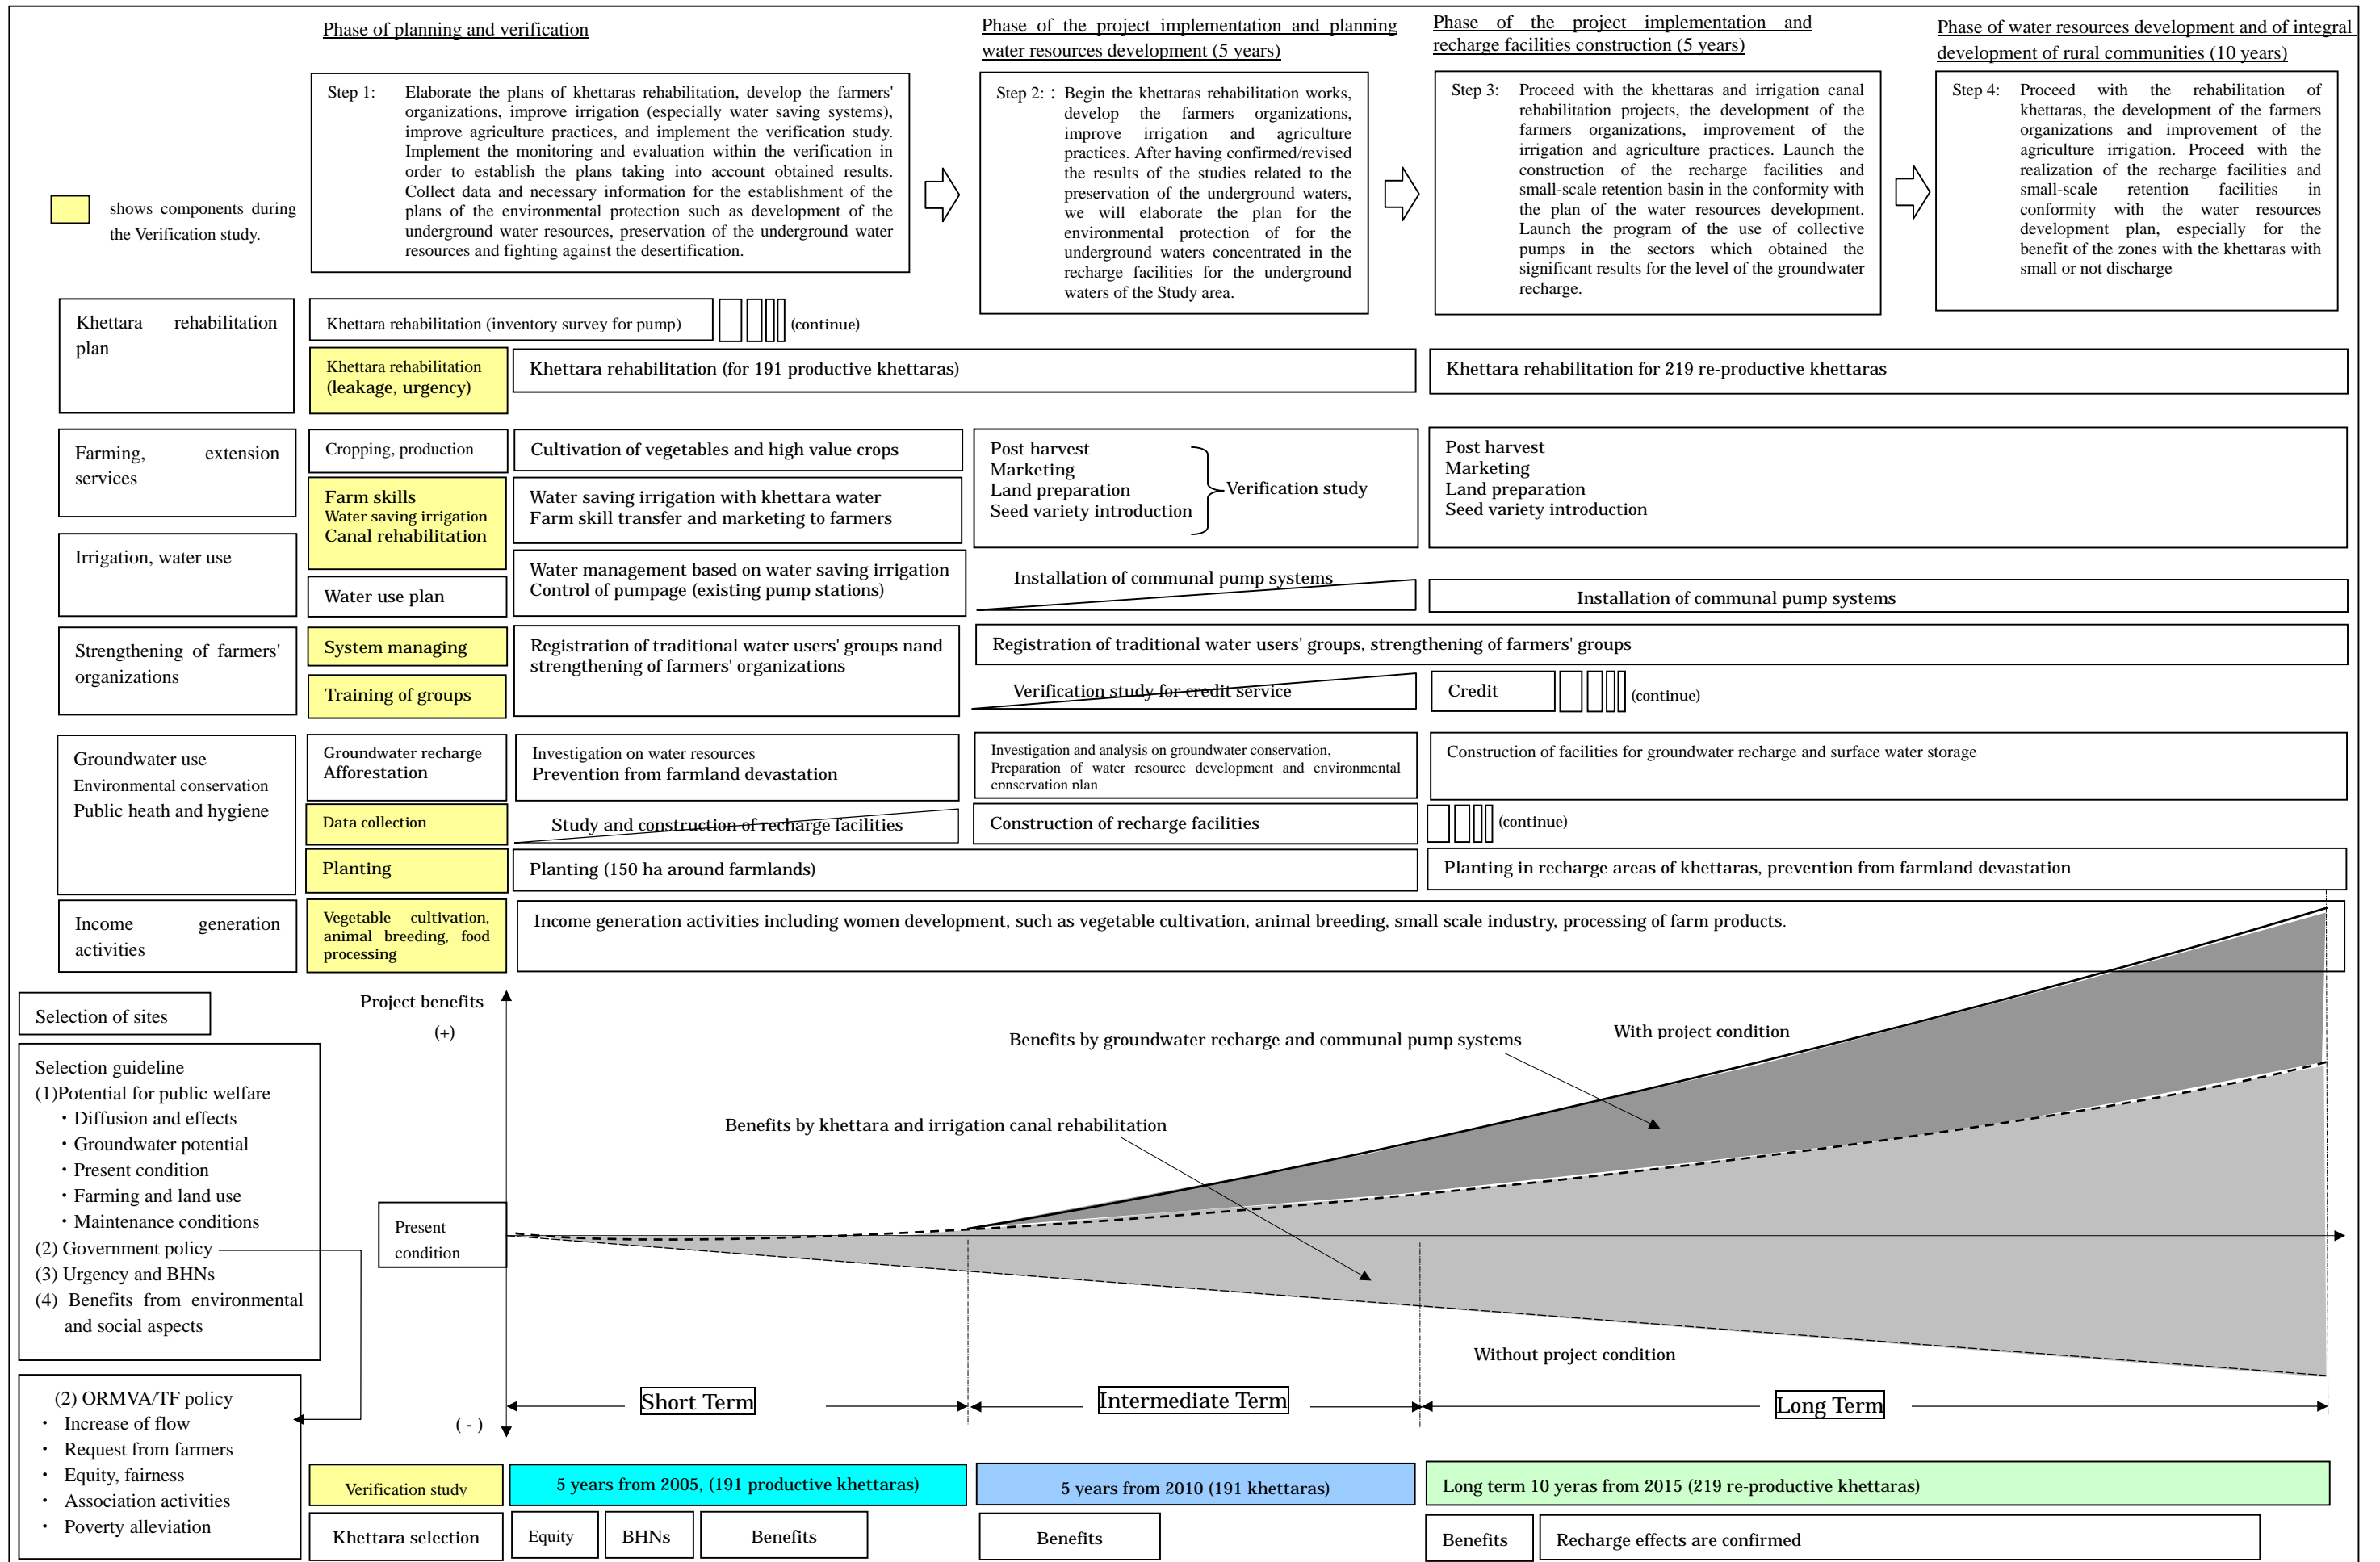 Phase of planning and verification
Phase of the project implementation and planning
water resources development (5 years)
Phase of the project implementation and
recharge facilities construction (5 years)
Phase of water resources development and of integral
development of rural communities (10 years)
shows components during
the Verification study.
Step 1: Elaborate the plans of khettaras rehabilitation, develop the farmers'
organizations, improve irrigation (especially water saving systems),
improve agriculture practices, and implement the verification study.
Implement the monitoring and evaluation within the verification in
order to establish the plans taking into account obtained results.
Collect data and necessary information for the establishment of the
plans of the environmental protection such as development of the
underground water resources, preservation of the underground water
resources and fighting against the desertification.
Step 2: : Begin the khettaras rehabilitation works,
develop the farmers organizations,
improve irrigation and agriculture
practices. After having confirmed/revised
the results of the studies related to the
preservation of the underground waters,
we will elaborate the plan for the
environmental protection of for the
underground waters concentrated in the
recharge facilities for the underground
waters of the Study area.
Step 3: Proceed with the khettaras and irrigation canal
rehabilitation projects, the development of the
farmers organizations, improvement of the
irrigation and agriculture practices. Launch the
construction of the recharge facilities and
small-scale retention basin in the conformity with
the plan of the water resources development.
Launch the program of the use of collective
pumps in the sectors which obtained the
significant results for the level of the groundwater
recharge.
Step 4: Proceed with the rehabilitation of
khettaras, the development of the farmers
organizations and improvement of the
agriculture irrigation. Proceed with the
realization of the recharge facilities and
small-scale retention facilities in
conformity with the water resources
development plan, especially for the
benefit of the zones with the khettaras with
small or not discharge
Khettara rehabilitation
plan
Khettara rehabilitation (inventory survey for pump)
(continue)
Khettara rehabilitation
(leakage, urgency)
Khettara rehabilitation (for 191 productive khettaras)
Khettara rehabilitation for 219 re-productive khettaras
Farming, extension
services
Cropping, production
Cultivation of vegetables and high value crops
Post harvest
Marketing
Land preparation
Seed variety introduction
Verification study
Post harvest
Marketing
Land preparation
Seed variety introduction
Farm skills
Water saving irrigation
Canal rehabilitation
Water saving irrigation with khettara water
Farm skill transfer and marketing to farmers
Irrigation, water use
Water use plan
Water management based on water saving irrigation
Control of pumpage (existing pump stations)
Installation of communal pump systems
Installation of communal pump systems
Strengthening of farmers'
organizations
System managing
Training of groups
Registration of traditional water users' groups nand
strengthening of farmers' organizations
Registration of traditional water users' groups, strengthening of farmers' groups
Verification study for credit service
Credit
(continue)
Groundwater use
Environmental conservation
Public heath and hygiene
Groundwater recharge
Afforestation
Investigation on water resources
Prevention from farmland devastation
Investigation and analysis on groundwater conservation,
Preparation of water resource development and environmental
conservation plan
Construction of facilities for groundwater recharge and surface water storage
Data collection
Study and construction of recharge facilities
Construction of recharge facilities
(continue)
Planting
Planting (150 ha around farmlands)
Planting in recharge areas of khettaras, prevention from farmland devastation
Income generation
activities
Vegetable cultivation,
animal breeding, food
processing
Income generation activities including women development, such as vegetable cultivation, animal breeding, small scale industry, processing of farm products.
Selection of sites
Project benefits
(+)
Selection guideline
(1)Potential for public welfare
・Diffusion and effects
・Groundwater potential
・Present condition
・Farming and land use
・Maintenance conditions
(2) Government policy
(3) Urgency and BHNs
(4) Benefits from environmental
and social aspects
Benefits by groundwater recharge and communal pump systems
With project condition
Benefits by khettara and irrigation canal rehabilitation
Present
condition
Without project condition
( - )
Short Term
Intermediate Term
Long Term
(2) ORMVA/TF policy
・ Increase of flow
・ Request from farmers
・ Equity, fairness
・ Association activities
・ Poverty alleviation
Verification study
5 years from 2005, (191 productive khettaras)
5 years from 2010 (191 khettaras)
Long term 10 yeras from 2015 (219 re-productive khettaras)
Khettara selection
Equity
BHNs
Benefits
Benefits
Benefits
Recharge effects are confirmed